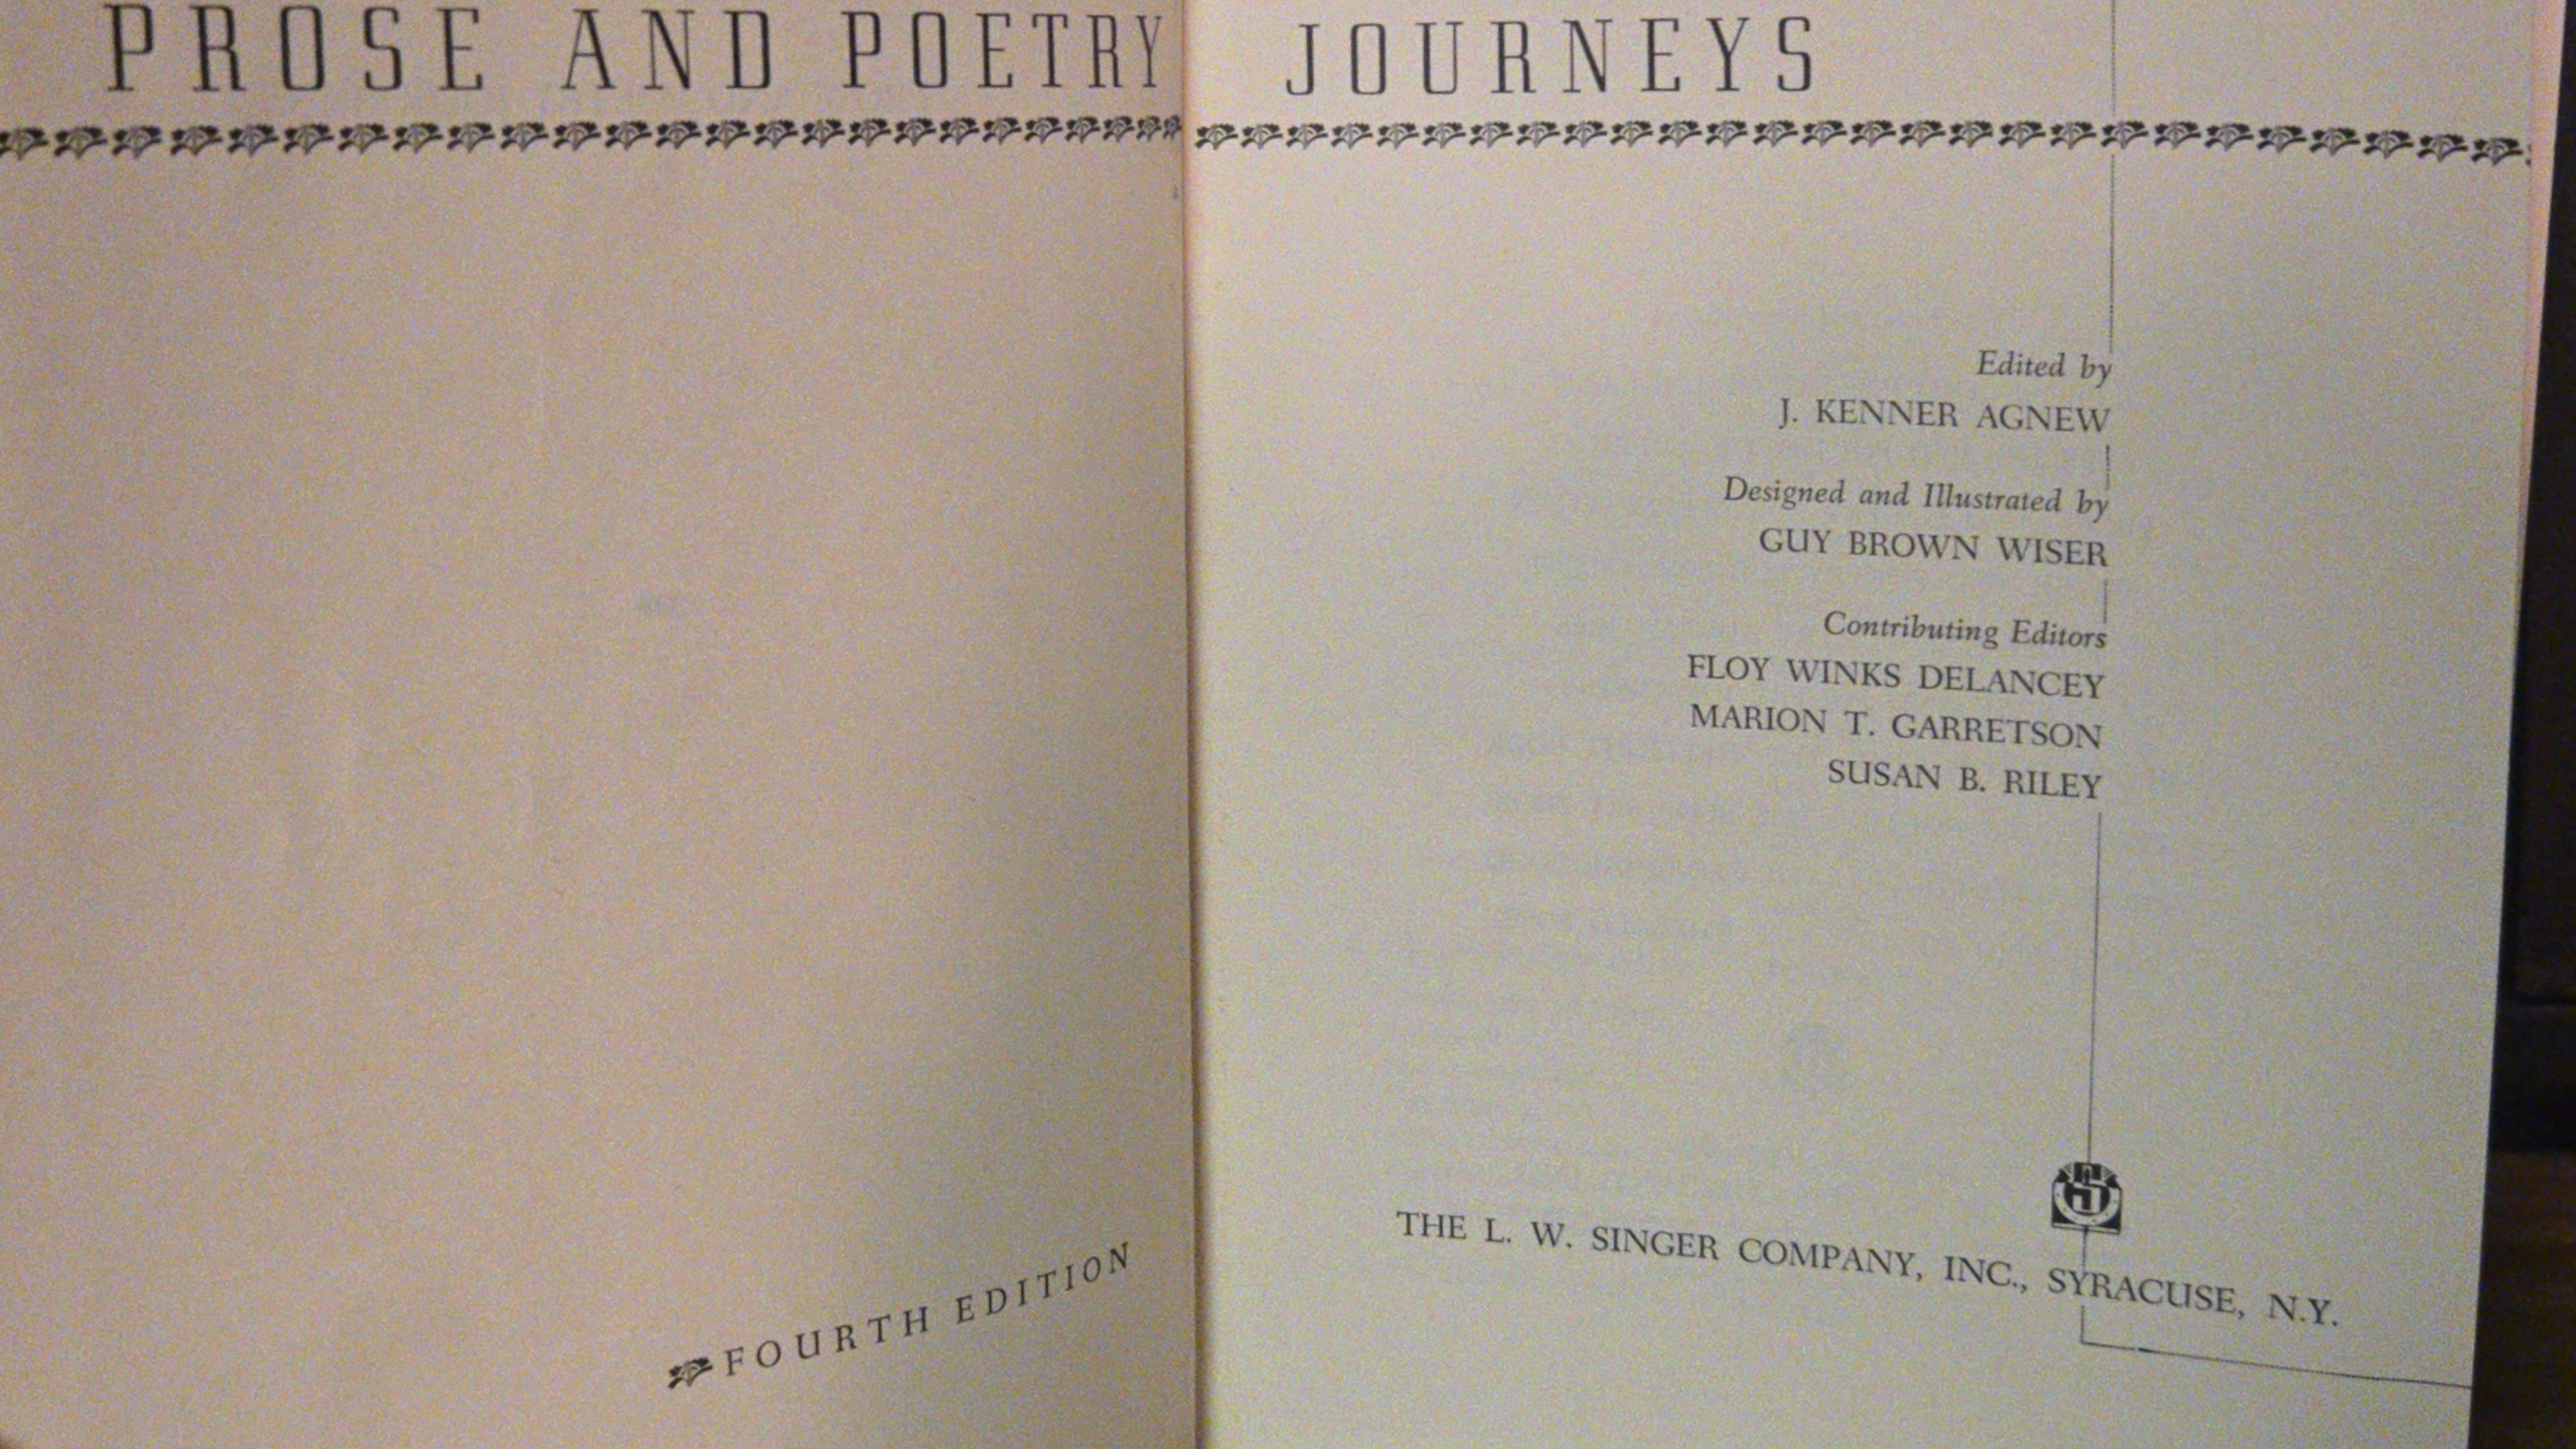 PROSE AND POETRY JOURNEYS
Edited by
J. KENNER AGNEW
Designed and Illustrated by
GUY BROWN WISER
Contributing Editors
FLOY WINKS DELANCEY
MARION T. GARRETSON
SUSAN B. RILEY
FOURTH EDITION
THE L. W. SINGER COMPANY, INC., SYRACUSE, N.Y.